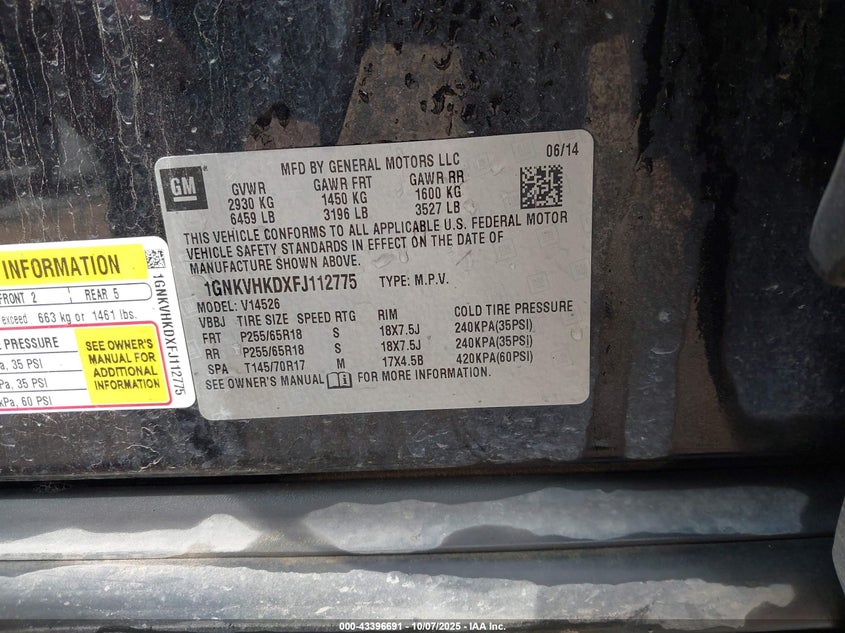 MFD BY GENERAL MOTORS LLC 06/14
GM
GVWR GAWR FRT GAWR RR
2930 KG 1450 KG 1600 KG
6459 LB 3196 LB 3527 LB
THIS VEHICLE CONFORMS TO ALL APPLICABLE U.S. FEDERAL MOTOR
VEHICLE SAFETY STANDARDS IN EFFECT ON THE DATE OF
MANUFACTURE SHOWN ABOVE.
1GNKVHKDXFJ112775 TYPE: M.P.V.
MODEL: V14526
VBBJ TIRE SIZE SPEED RTG RIM COLD TIRE PRESSURE
FRT P255/65R18 S 18X7.5J 240KPA(35PSI)
RR P255/65R18 S 18X7.5J 240KPA(35PSI)
SPA T145/70R17 M 17X4.5B 420KPA(60PSI)
SEE OWNER'S MANUAL i FOR MORE INFORMATION.
INFORMATION
FRONT 2 REAR 5
exceed 663 kg or 1461 lbs.
PRESSURE
kPa, 35 PSI
kPa, 35 PSI
kPa, 60 PSI
SEE OWNER'S
MANUAL FOR
ADDITIONAL
INFORMATION
1GNKVHKDXFJ112775
000-43396691 - 10/07/2025 - IAA Inc.